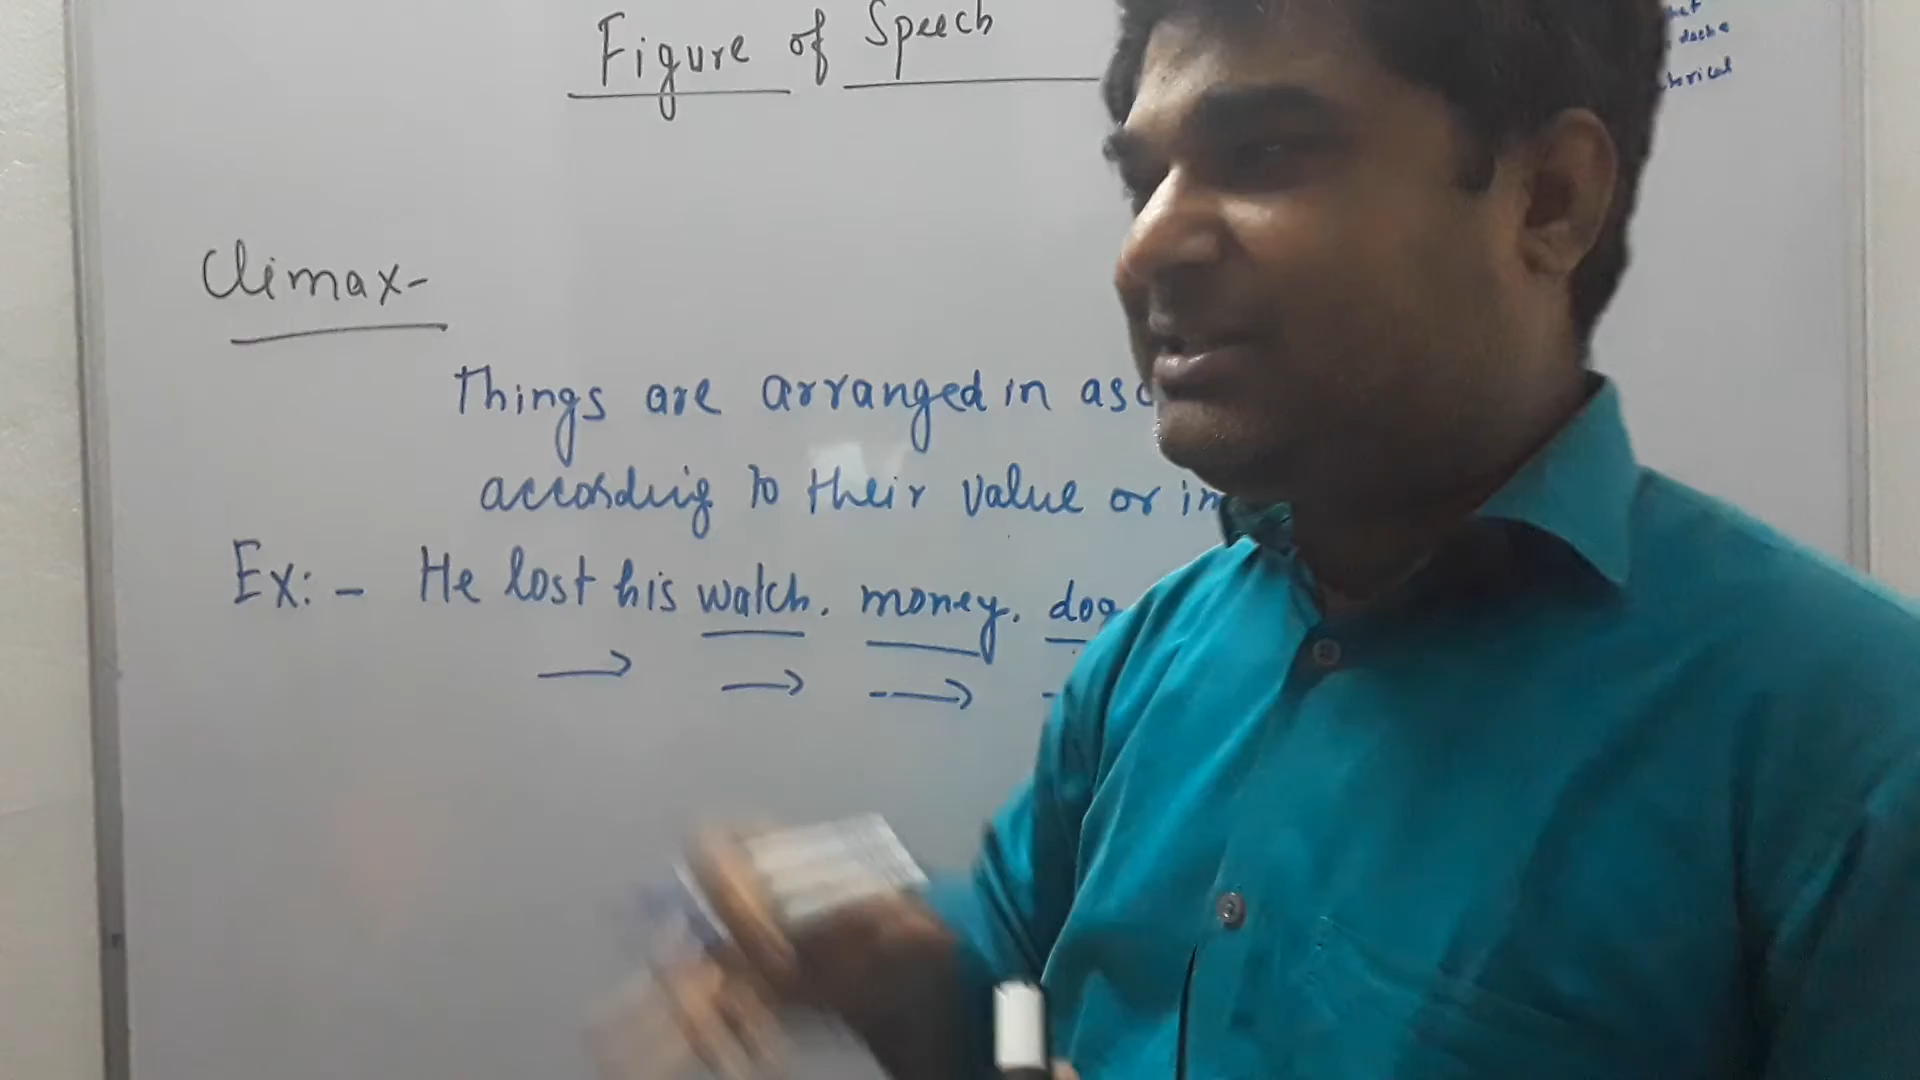 Figure of Speech
Climax-
Things are arranged in asc
according to their value or im
Ex:- He lost his watch, money, dog